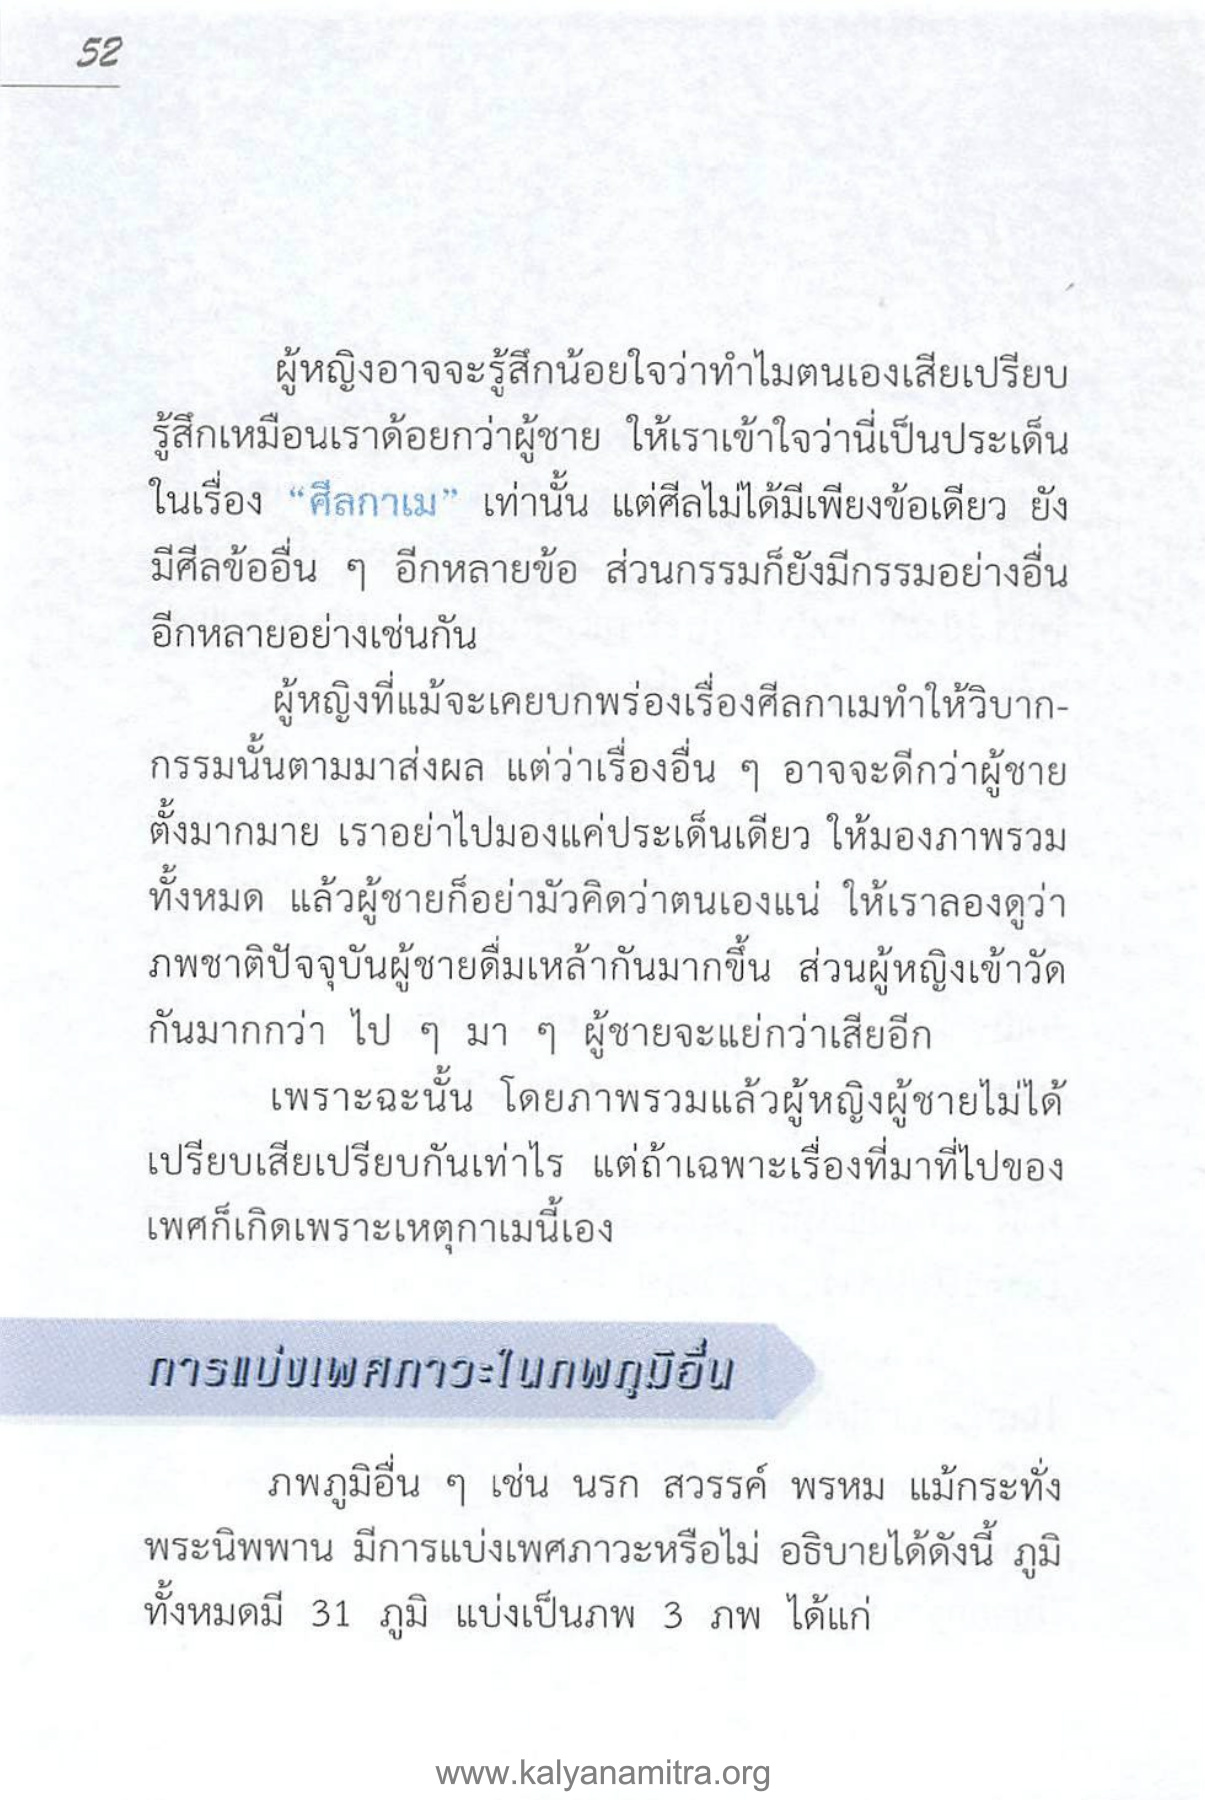 52
ผู้หญิงอาจจะรู้สึกน้อยใจว่าทำไมตนเองเสียเปรียบ
รู้สึกเหมือนเราด้อยกว่าผู้ชาย ให้เราเข้าใจว่านี่เป็นประเด็น
ในเรื่อง “ศีลกาเม” เท่านั้น แต่ศีลไม่ได้มีเพียงข้อเดียว ยัง
มีศีลข้ออื่น ๆ อีกหลายข้อ ส่วนกรรมก็ยังมีกรรมอย่างอื่น
อีกหลายอย่างเช่นกัน
ผู้หญิงที่แม้จะเคยบกพร่องเรื่องศีลกาเมทำให้วิบาก-
กรรมนั้นตามมาส่งผล แต่ว่าเรื่องอื่น ๆ อาจจะดีกว่าผู้ชาย
ตั้งมากมาย เราอย่าไปมองแค่ประเด็นเดียว ให้มองภาพรวม
ทั้งหมด แล้วผู้ชายก็อย่ามัวคิดว่าตนเองแน่ ให้เราลองดูว่า
ภพชาติปัจจุบันผู้ชายดื่มเหล้ากันมากขึ้น ส่วนผู้หญิงเข้าวัด
กันมากกว่า ไป ๆ มา ๆ ผู้ชายจะแย่กว่าเสียอีก
เพราะฉะนั้น โดยภาพรวมแล้วผู้หญิงผู้ชายไม่ได้
เปรียบเสียเปรียบกันเท่าไร แต่ถ้าเฉพาะเรื่องที่มาที่ไปของ
เพศก็เกิดเพราะเหตุกาเมนี้เอง
การแบ่งเพศภาวะในภพภูมิอื่น
ภพภูมิอื่น ๆ เช่น นรก สวรรค์ พรหม แม้กระทั่ง
พระนิพพาน มีการแบ่งเพศภาวะหรือไม่ อธิบายได้ดังนี้ ภูมิ
ทั้งหมดมี 31 ภูมิ แบ่งเป็นภพ 3 ภพ ได้แก่
www.kalyanamitra.org